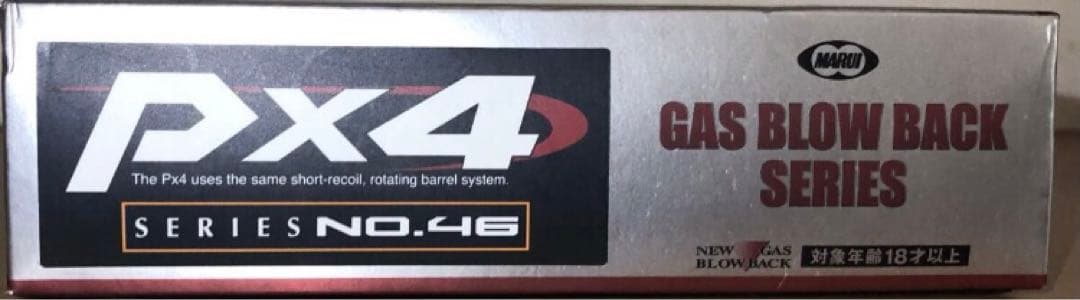 Px4
The Px4 uses the same short-recoil, rotating barrel system.
SERIES NO.46
MARUI
GAS BLOW BACK
SERIES
NEW GAS
BLOW BACK
対象年齢18才以上